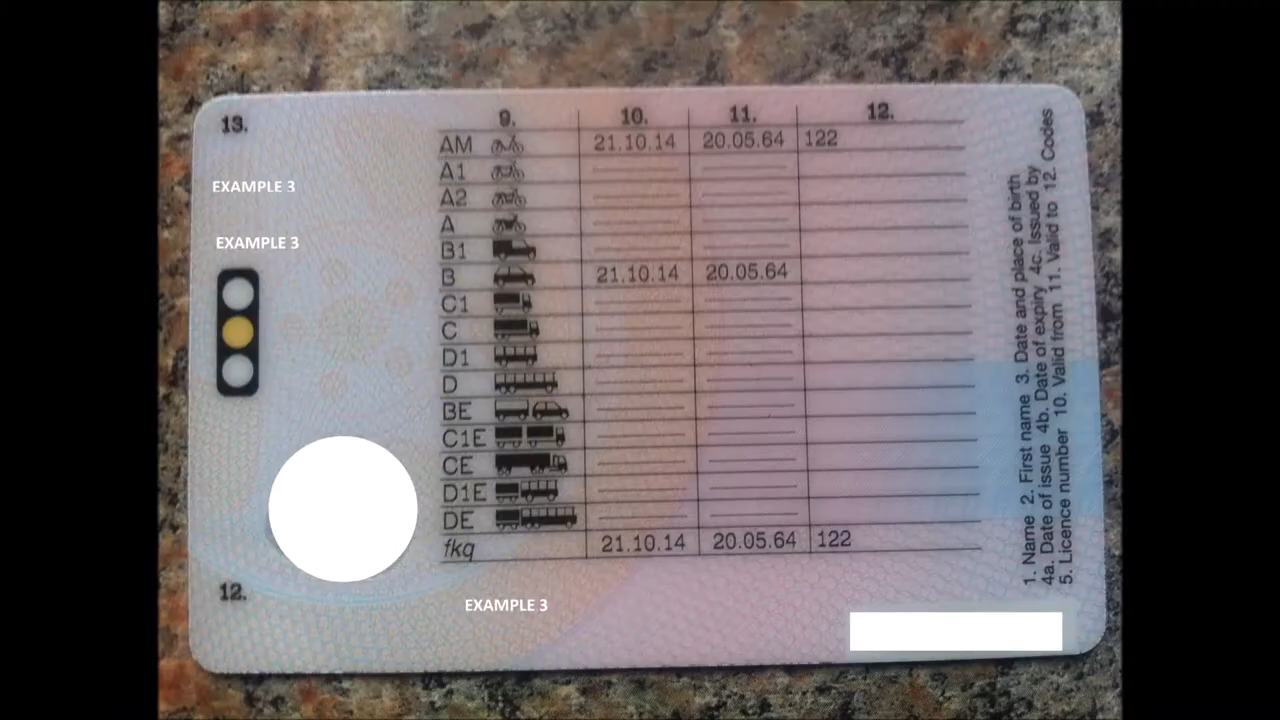 13.
EXAMPLE 3
EXAMPLE 3
12.
9. 10. 11. 12.
AM 21.10.14 20.05.64 122
A1
A2
A
B1
B 21.10.14 20.05.64
C1
C
D1
D
BE
C1E
CE
D1E
DE
fkq 21.10.14 20.05.64 122
EXAMPLE 3
1. Name 2. First name 3. Date and place of birth
4a. Date of issue 4b. Date of expiry 4c. Issued by
5. Licence number 10. Valid from 11. Valid to 12. Codes